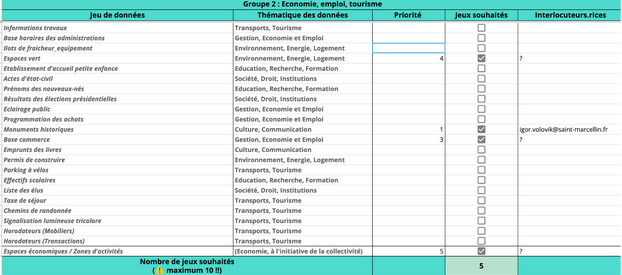 Groupe 2 : Economie, emploi, tourisme
Jeu de données Thématique des données Priorité Jeux souhaités Interlocuteurs.rices
Informations travaux Transports, Tourisme
Base horaires des administrations Gestion, Economie et Emploi
Ilots de fraîcheur_equipement Environnement, Energie, Logement
Espaces vert Environnement, Energie, Logement 4 ?
Etablissement d'accueil petite enfance Education, Recherche, Formation
Actes d'état-civil Société, Droit, Institutions
Prénoms des nouveaux-nés Education, Recherche, Formation
Résultats des élections présidentielles Société, Droit, Institutions
Eclairage public Gestion, Economie et Emploi
Programmation des achats Gestion, Economie et Emploi
Monuments historiques Culture, Communication 1 igor.volovik@saint-marcellin.fr
Base commerce Gestion, Economie et Emploi 3 ?
Emprunts des livres Culture, Communication
Permis de construire Environnement, Energie, Logement
Parking à vélos Transports, Tourisme
Effectifs scolaires Education, Recherche, Formation
Liste des élus Société, Droit, Institutions
Taxe de séjour Transports, Tourisme
Chemins de randonnée Transports, Tourisme
Signalisation lumineuse tricolore Transports, Tourisme
Horodateurs (Mobiliers) Transports, Tourisme
Horodateurs (Transactions) Transports, Tourisme
Espaces économiques / Zones d'activités (Economie, à l'initiative de la collectivité) 5 ?
Nombre de jeux souhaités 5
(⚠️ maximum 10 !!)